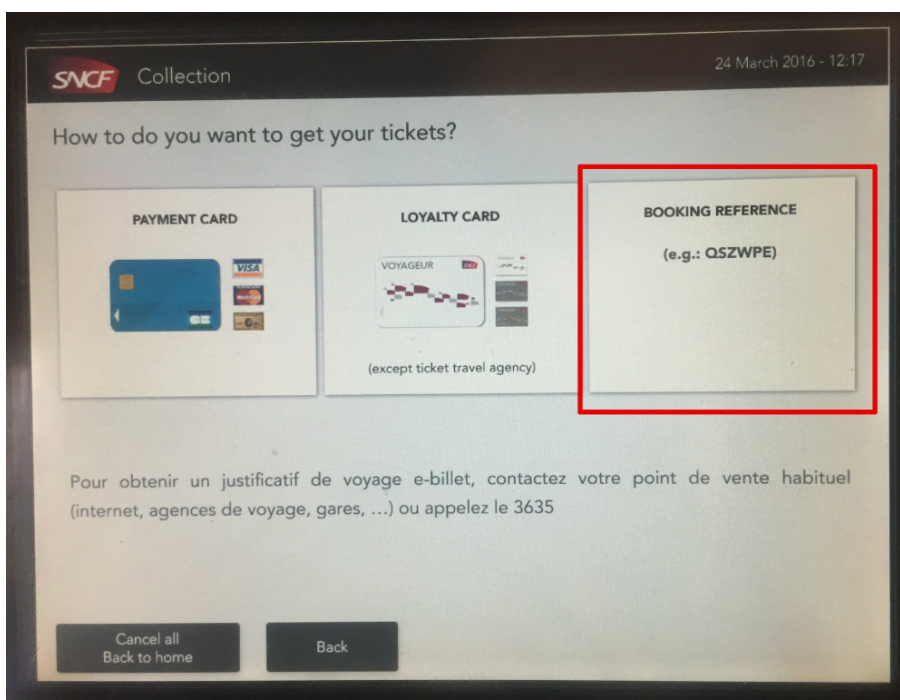 SNCF Collection 24 March 2016 - 12:17
How to do you want to get your tickets?
PAYMENT CARD
VISA
MasterCard
CB
LOYALTY CARD
VOYAGEUR SNCF
(except ticket travel agency)
BOOKING REFERENCE
(e.g.: QSZWPE)
Pour obtenir un justificatif de voyage e-billet, contactez votre point de vente habituel
(internet, agences de voyage, gares, ...) ou appelez le 3635
Cancel all
Back to home
Back